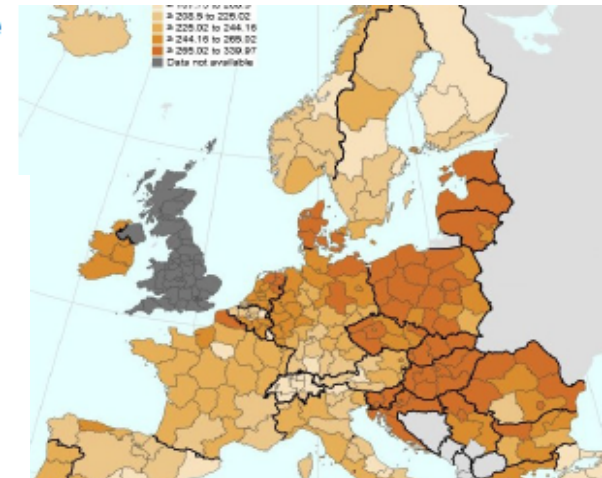 ≥ 208.5 to 225.02
≥ 225.02 to 244.16
≥ 244.16 to 265.02
≥ 265.02 to 339.97
Data not available